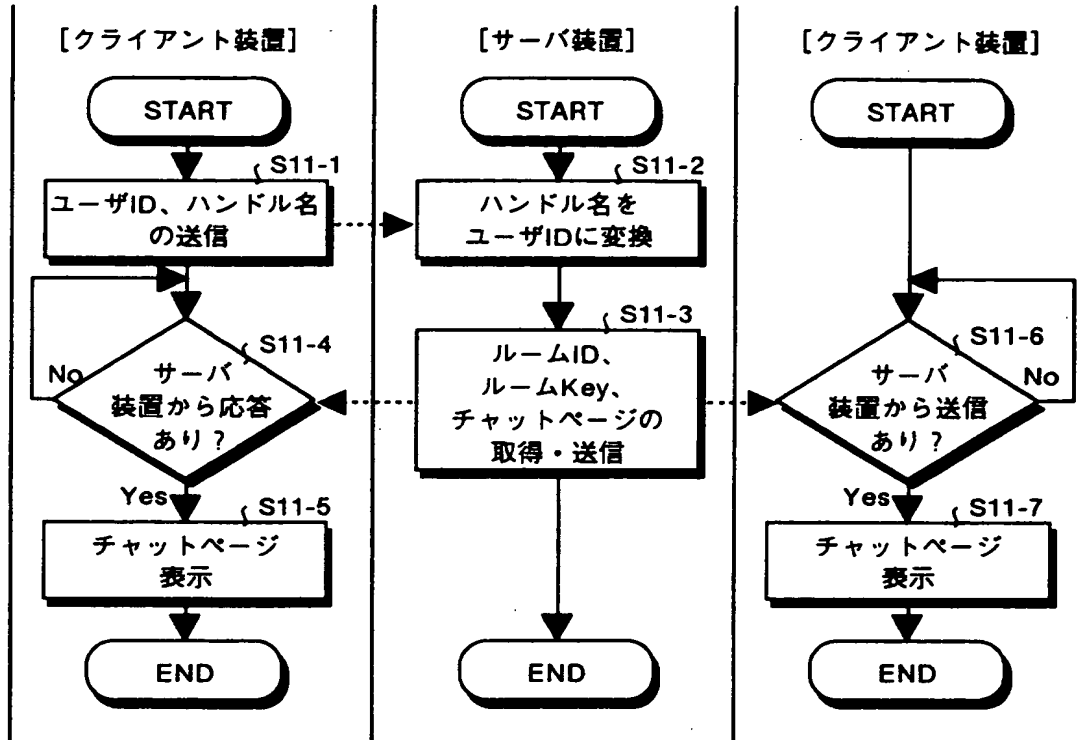 [クライアント装置]
START
S11-1
ユーザID、ハンドル名
の送信
S11-4
No
サーバ
装置から応答
あり？
Yes
S11-5
チャットページ
表示
END
[サーバ装置]
START
S11-2
ハンドル名を
ユーザIDに変換
S11-3
ルームID、
ルームKey、
チャットページの
取得・送信
END
[クライアント装置]
START
S11-6
No
サーバ
装置から送信
あり？
Yes
S11-7
チャットページ
表示
END